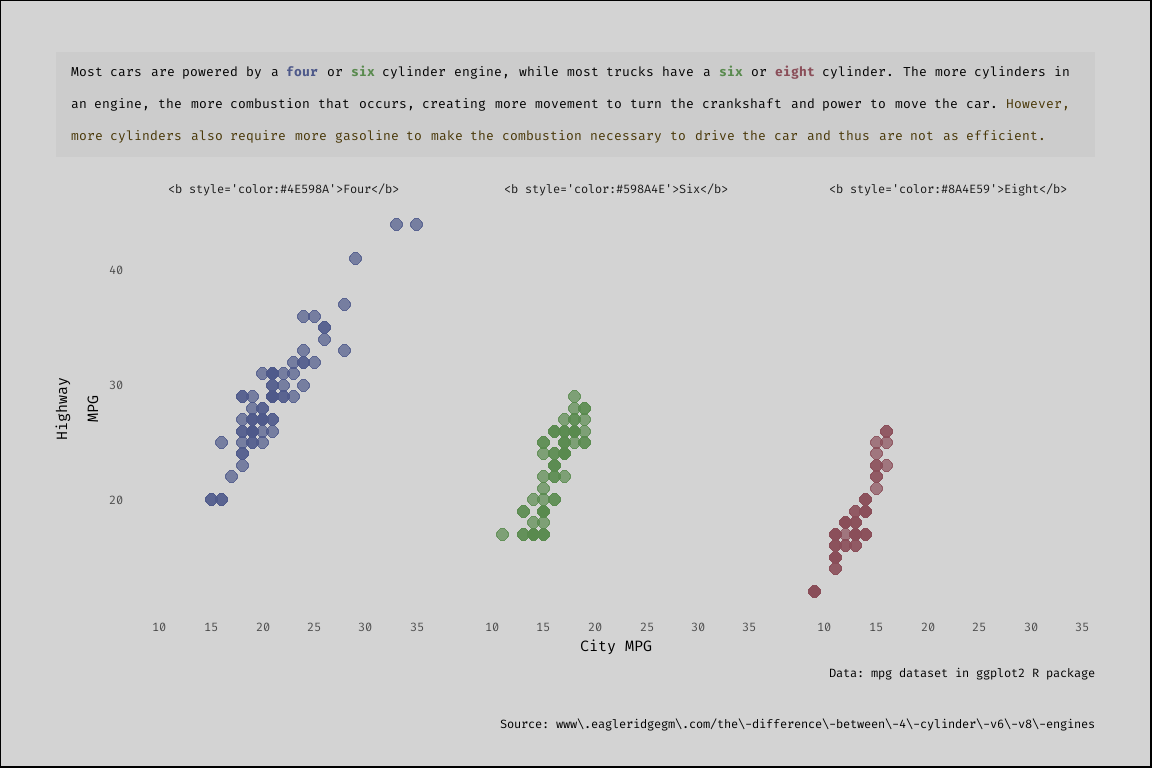 Most cars are powered by a four or six cylinder engine, while most trucks have a six or eight cylinder. The more cylinders in
an engine, the more combustion that occurs, creating more movement to turn the crankshaft and power to move the car. However,
more cylinders also require more gasoline to make the combustion necessary to drive the car and thus are not as efficient.
<b style='color:#4E598A'>Four</b> <b style='color:#598A4E'>Six</b> <b style='color:#8A4E59'>Eight</b>
40
30
20
Highway
MPG
10 15 20 25 30 35 10 15 20 25 30 35 10 15 20 25 30 35
City MPG
Data: mpg dataset in ggplot2 R package
Source: www\.eagleridgegm\.com/the\-difference\-between\-4\-cylinder\-v6\-v8\-engines